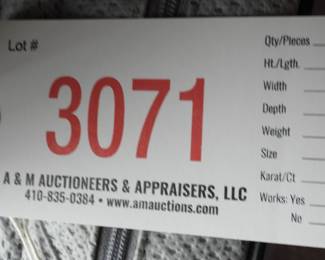 Lot #
3071
A & M AUCTIONEERS & APPRAISERS, LLC
410-835-0384 • www.amauctions.com
Qty/Pieces
Ht./Lgth.
Width
Depth
Weight
Size
Karat/Ct
Works: Yes
No